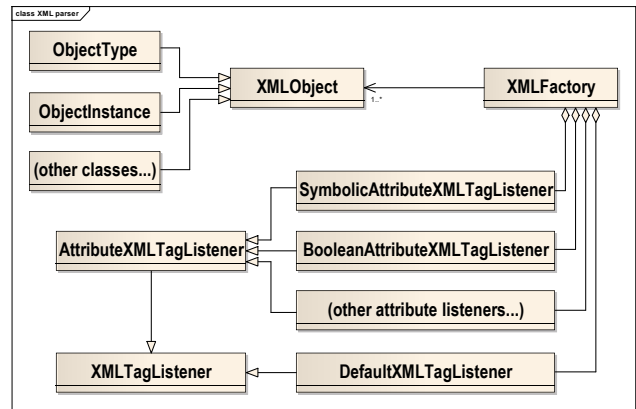 class XML parser
ObjectType
ObjectInstance
(other classes...)
XMLObject
1..*
XMLFactory
SymbolicAttributeXMLTagListener
AttributeXMLTagListener
BooleanAttributeXMLTagListener
(other attribute listeners...)
XMLTagListener
DefaultXMLTagListener